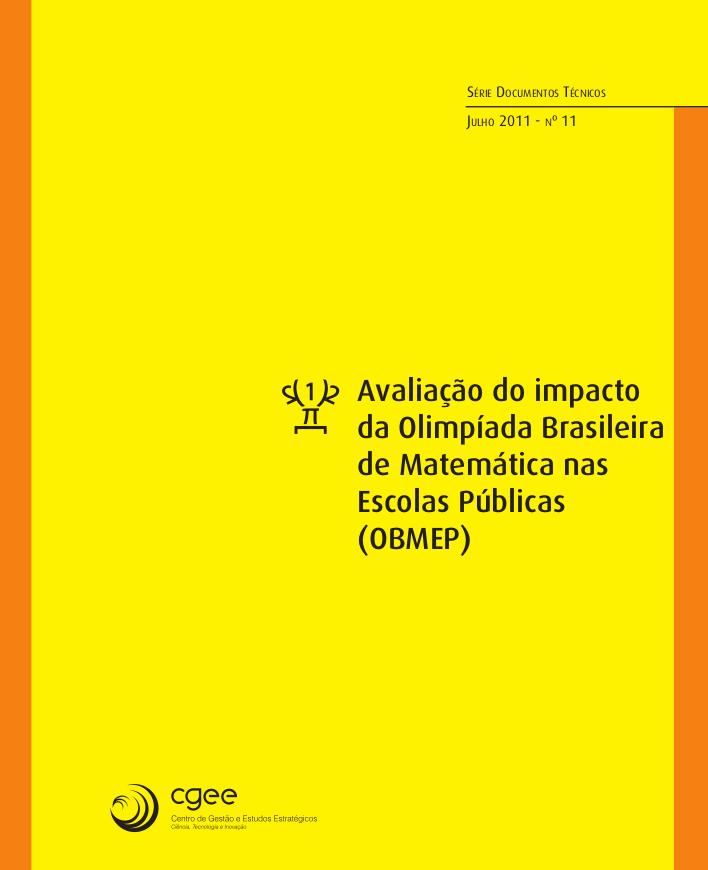 Série Documentos Técnicos
Julho 2011 - nº 11
1
π
Avaliação do impacto
da Olimpíada Brasileira
de Matemática nas
Escolas Públicas
(OBMEP)
cgee
Centro de Gestão e Estudos Estratégicos
Ciência, Tecnologia e Inovação